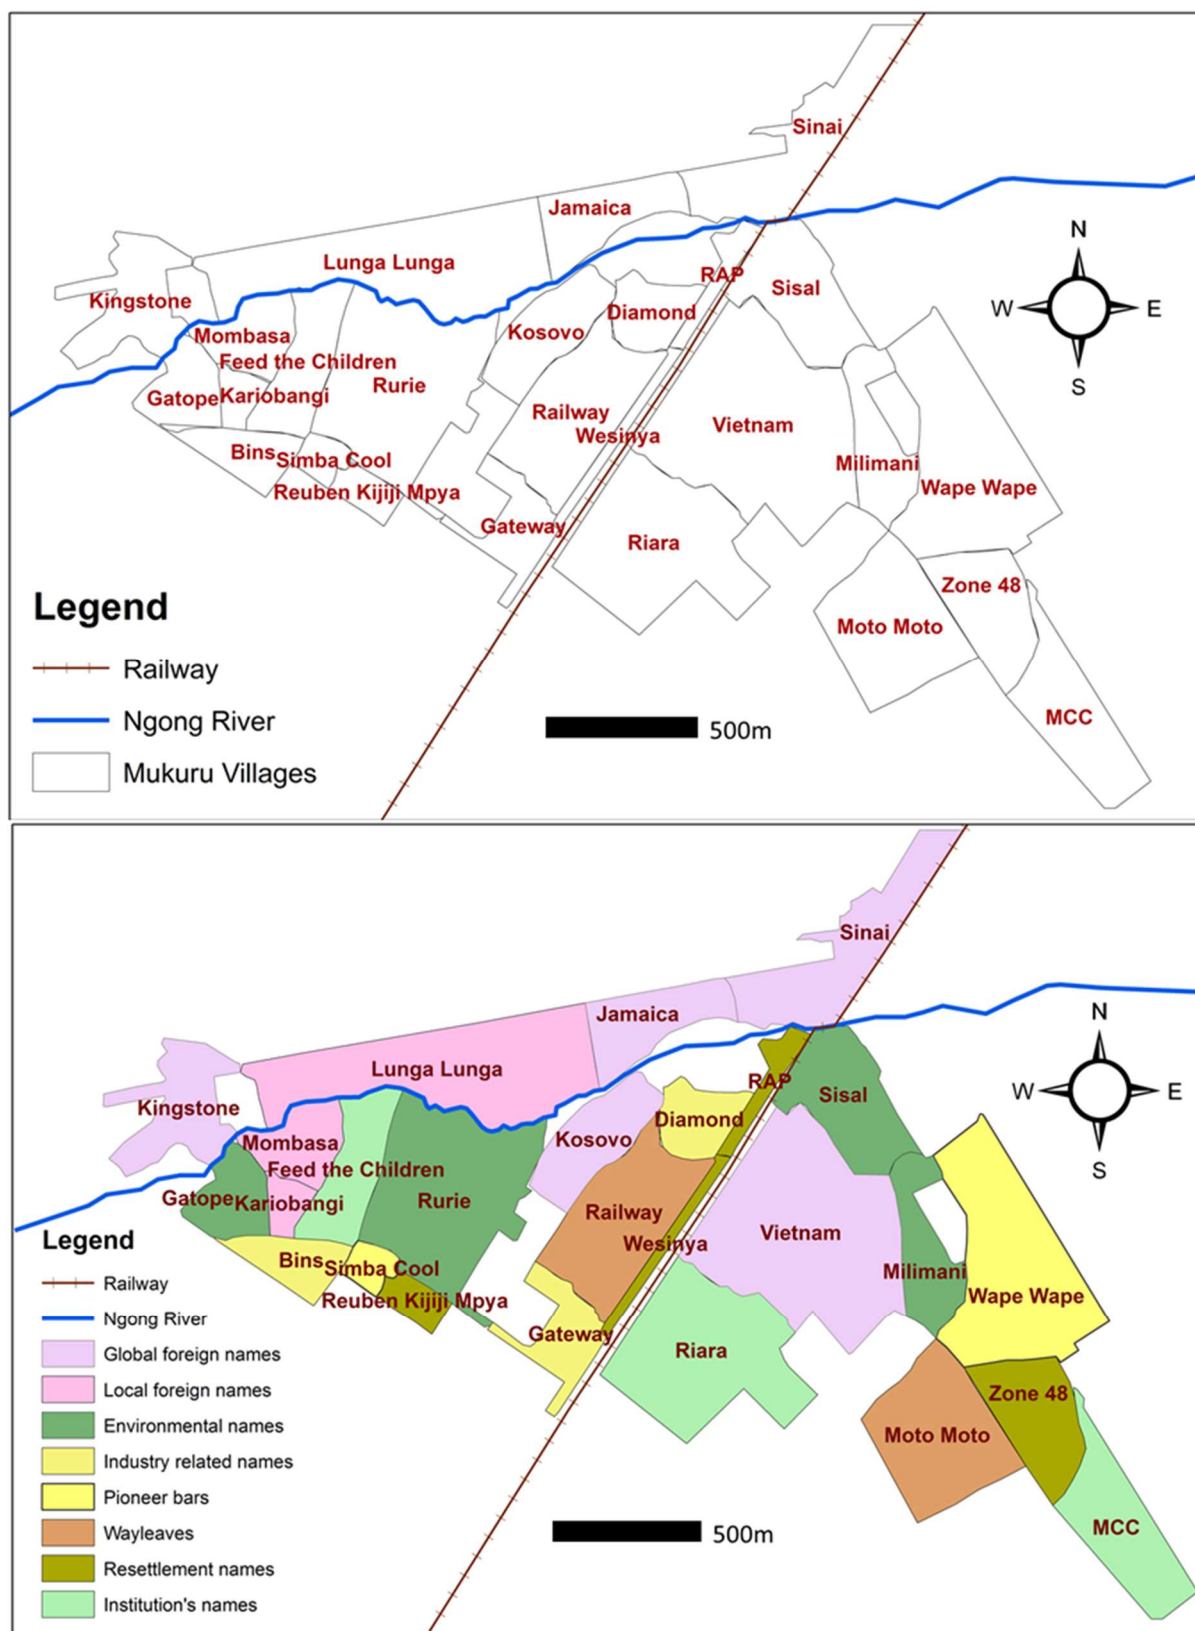 Sinai
Jamaica
Lunga Lunga
Kingstone
RAP
Sisal
Diamond
Kosovo
Mombasa
Feed the Children
Rurie
Gatope
Kariobangi
Railway
Wesinya
Vietnam
Bins
Simba Cool
Milimani
Reuben Kijiji Mpya
Wape Wape
Gateway
Riara
Zone 48
Moto Moto
MCC
N
W
E
S
Legend
Railway
Ngong River
Mukuru Villages
500m
Sinai
Jamaica
Lunga Lunga
Kingstone
RAP
Sisal
Diamond
Kosovo
Mombasa
Feed the Children
Gatope
Kariobangi
Rurie
Railway
Wesinya
Vietnam
Bins
Simba Cool
Milimani
Reuben Kijiji Mpya
Wape Wape
Gateway
Riara
Zone 48
Moto Moto
MCC
N
W
E
S
Legend
Railway
Ngong River
Global foreign names
Local foreign names
Environmental names
Industry related names
Pioneer bars
Wayleaves
Resettlement names
Institution's names
500m